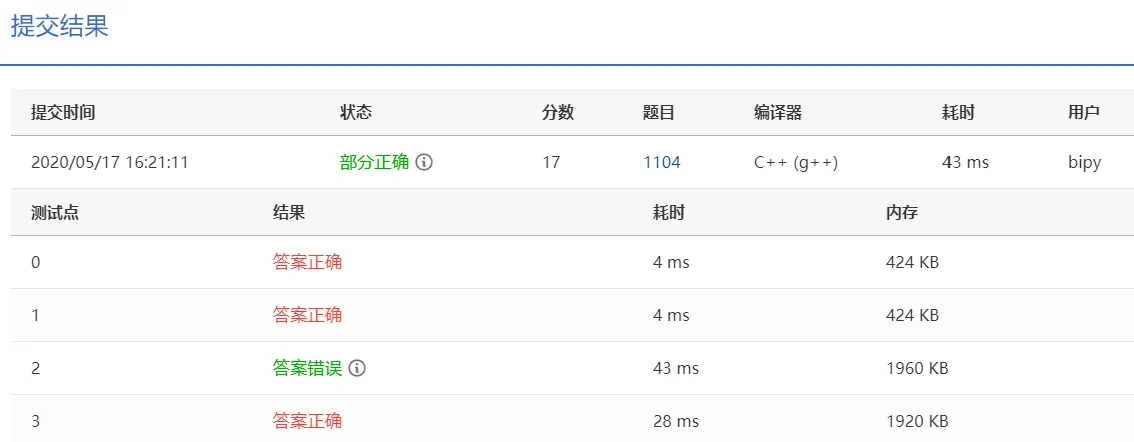 提交结果
提交时间 状态 分数 题目 编译器 耗时 用户
2020/05/17 16:21:11 部分正确 17 1104 C++ (g++) 43 ms bipy
测试点 结果 耗时 内存
0 答案正确 4 ms 424 KB
1 答案正确 4 ms 424 KB
2 答案错误 43 ms 1960 KB
3 答案正确 28 ms 1920 KB